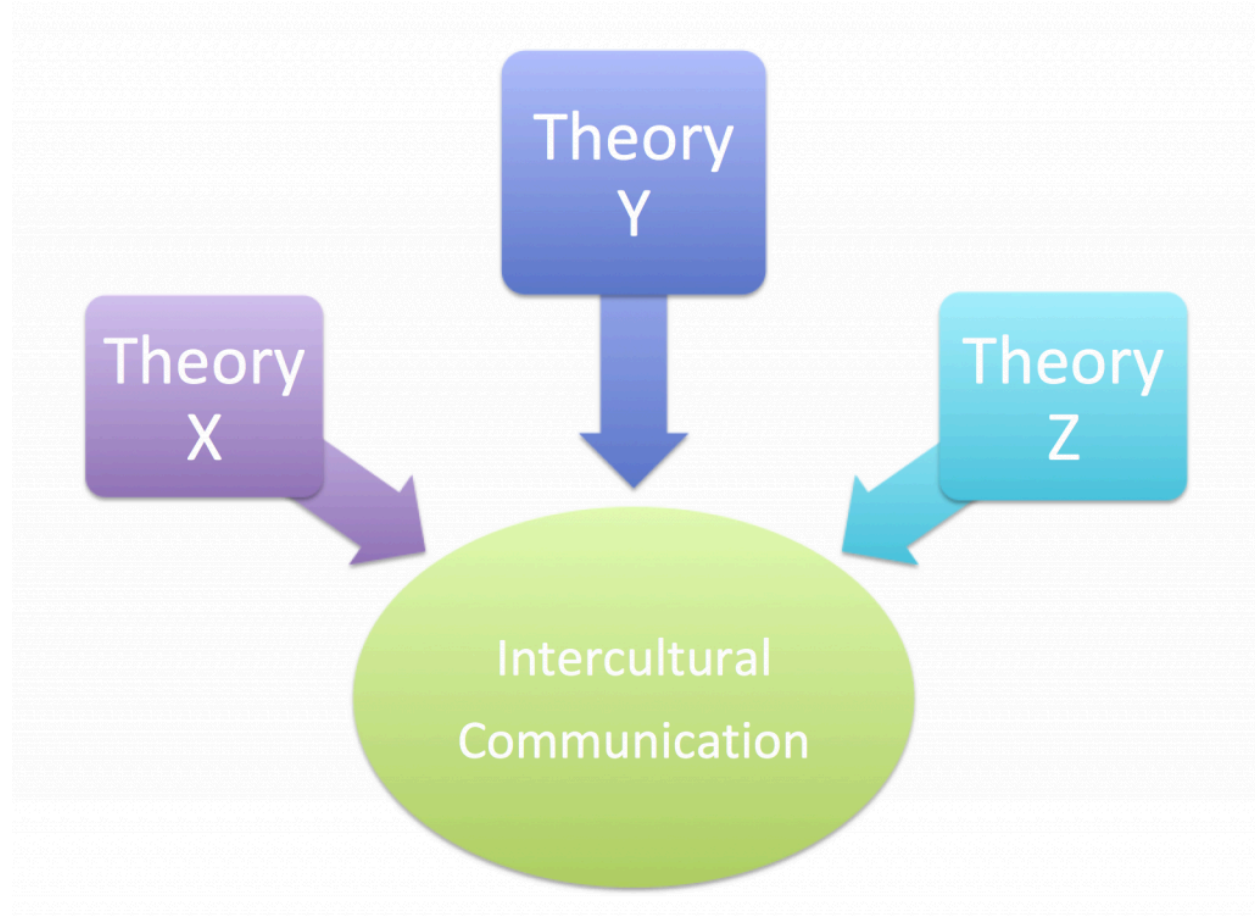 Theory
Y
Theory
X
Theory
Z
Intercultural
Communication